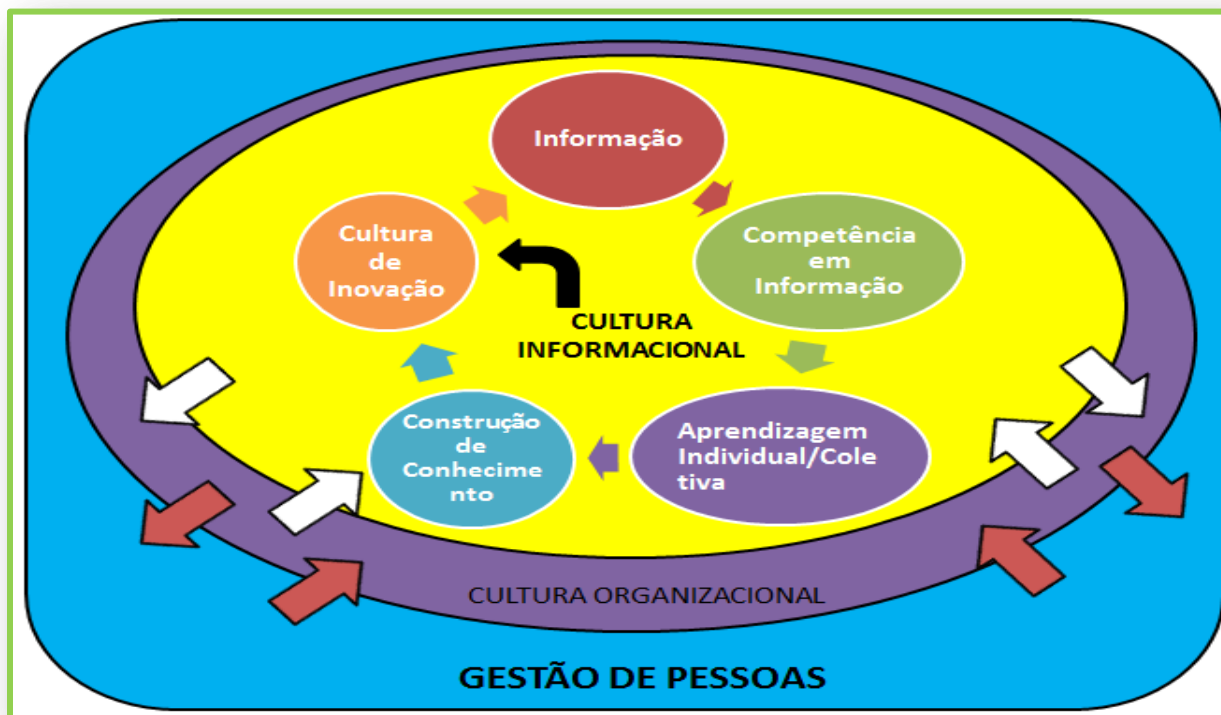 Informação
Competência
em
Informação
Aprendizagem
Individual/Cole
tiva
Construção
de
Conhecime
nto
Cultura
de
Inovação
CULTURA
INFORMACIONAL
CULTURA ORGANIZACIONAL
GESTÃO DE PESSOAS